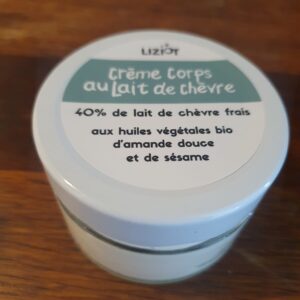 LIZIOR
Crème Corps
au Lait de chèvre
40% de lait de chèvre frais
aux huiles végétales bio
d'amande douce
et de sésame